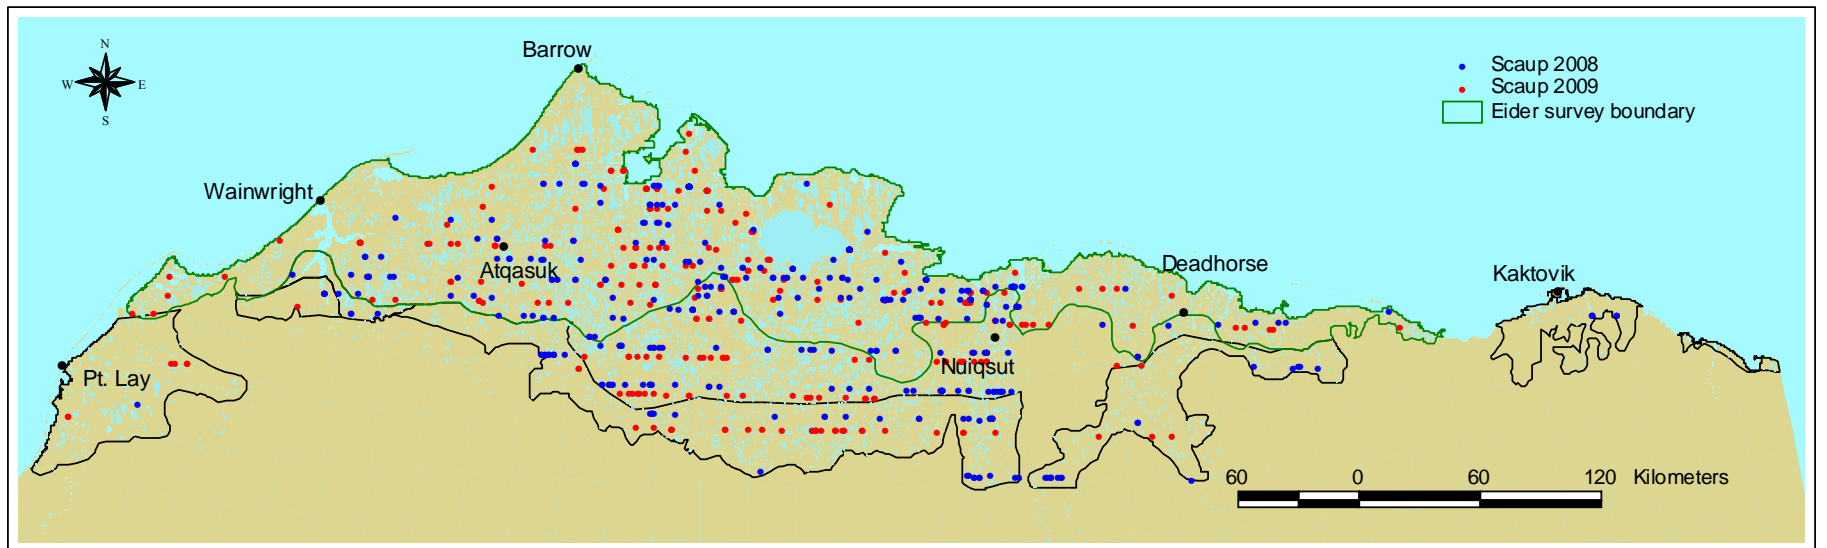 Barrow
N
W E
S
Scaup 2008
Scaup 2009
Eider survey boundary
Wainwright
Atqasuk
Deadhorse
Kaktovik
Nuiqsut
Pt. Lay
60 0 60 120 Kilometers